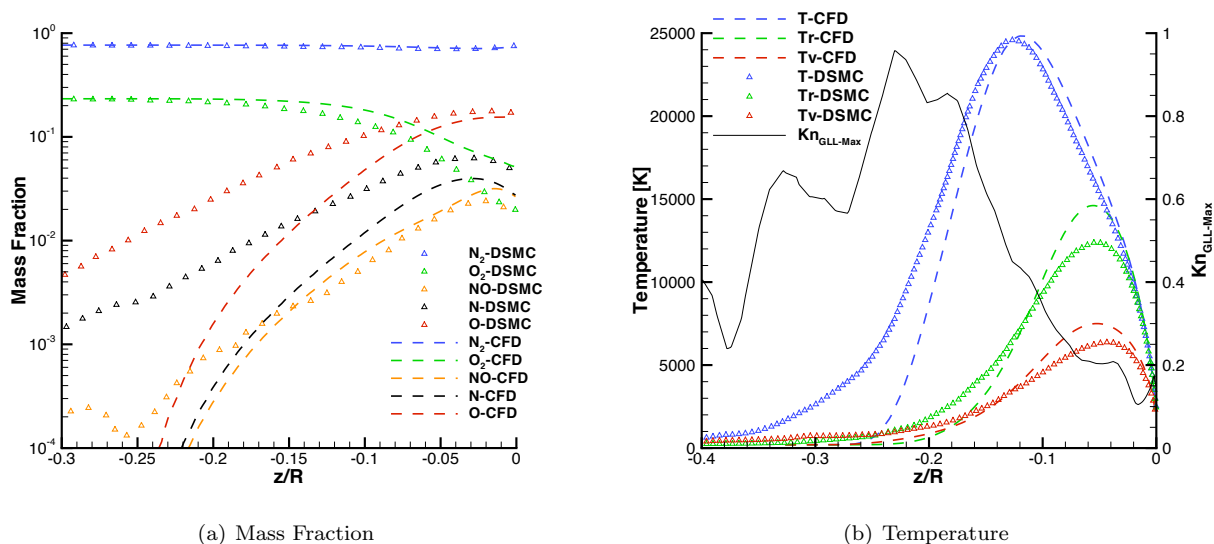 10^0
10^-1
10^-2
10^-3
10^-4
Mass Fraction
-0.3
-0.25
-0.2
-0.15
-0.1
-0.05
0
z/R
N2-DSMC
O2-DSMC
NO-DSMC
N-DSMC
O-DSMC
N2-CFD
O2-CFD
NO-CFD
N-CFD
O-CFD
(a) Mass Fraction
T-CFD
Tr-CFD
Tv-CFD
T-DSMC
Tr-DSMC
Tv-DSMC
Kn_GLL-Max
25000
20000
15000
10000
5000
0
Temperature [K]
-0.4
-0.3
-0.2
-0.1
0
z/R
1
0.8
0.6
0.4
0.2
0
Kn_GLL-Max
(b) Temperature